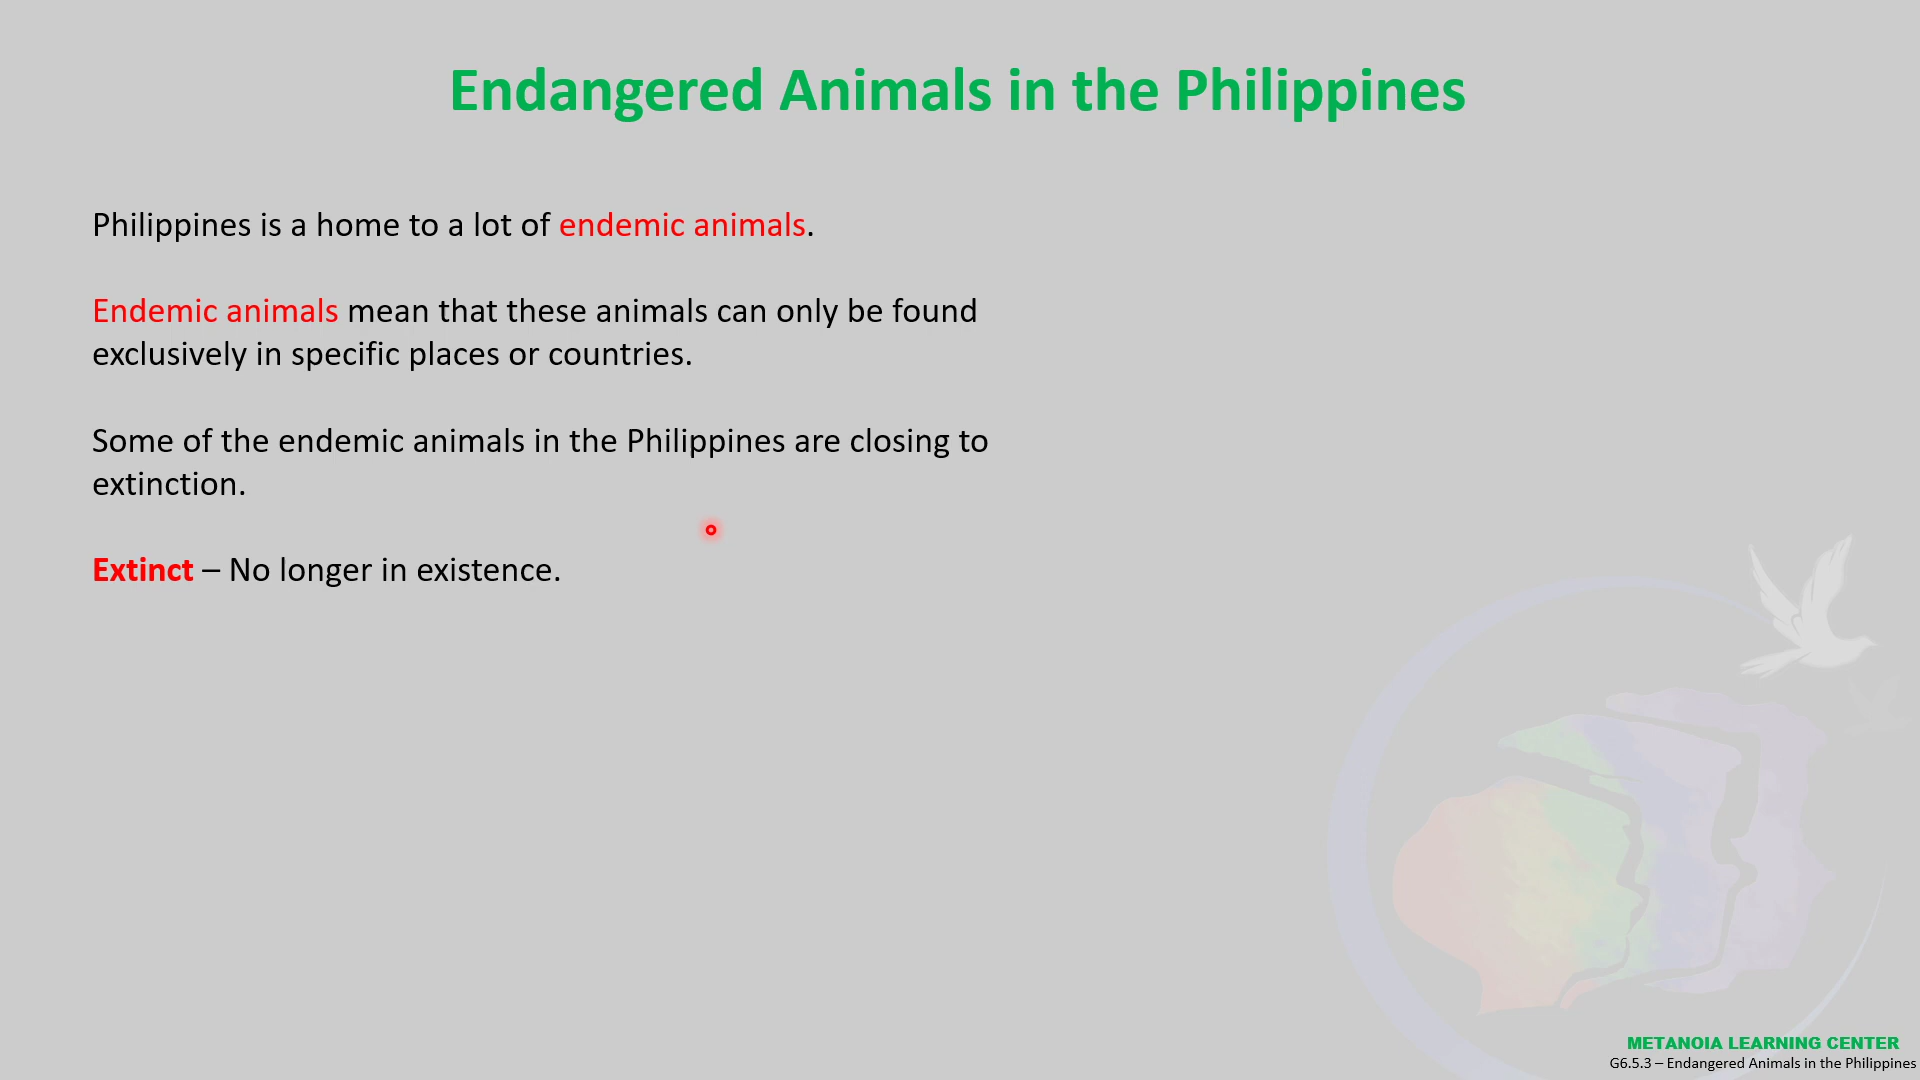 Endangered Animals in the Philippines
Philippines is a home to a lot of endemic animals.
Endemic animals mean that these animals can only be found
exclusively in specific places or countries.
Some of the endemic animals in the Philippines are closing to
extinction.
Extinct – No longer in existence.
METANOIA LEARNING CENTER
G6.5.3 – Endangered Animals in the Philippines